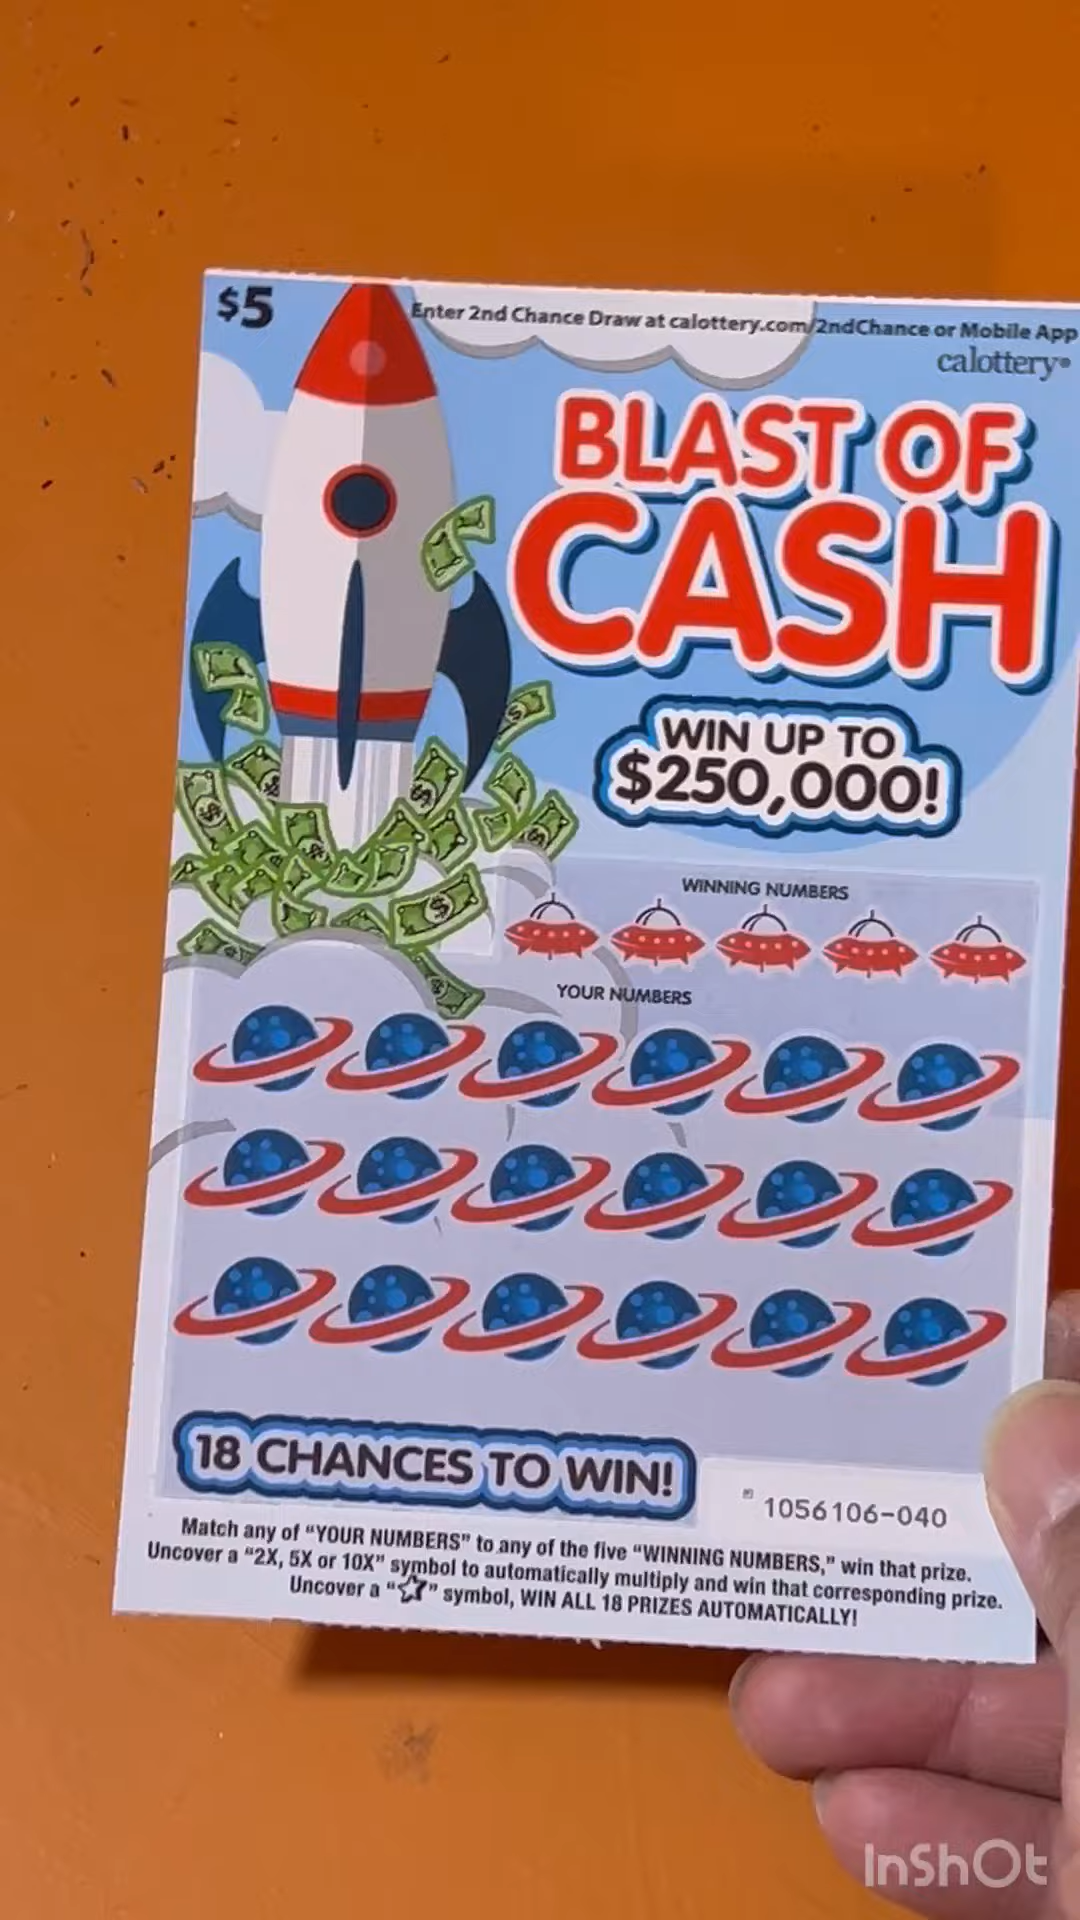 $5
Enter 2nd Chance Draw at calottery.com/2ndChance or Mobile App
calottery®
BLAST OF
CASH
WIN UP TO
$250,000!
WINNING NUMBERS
YOUR NUMBERS
18 CHANCES TO WIN!
1056106-040
Match any of “YOUR NUMBERS” to any of the five “WINNING NUMBERS,” win that prize.
Uncover a “2X, 5X or 10X” symbol to automatically multiply and win that corresponding prize.
Uncover a “☆” symbol, WIN ALL 18 PRIZES AUTOMATICALLY!
InShOt